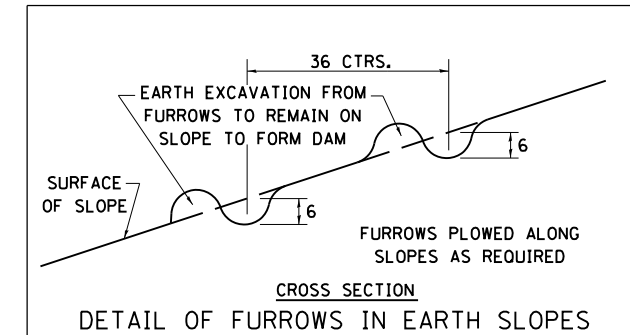 36 CTRS.
EARTH EXCAVATION FROM
FURROWS TO REMAIN ON
SLOPE TO FORM DAM
6
SURFACE
OF SLOPE
6
FURROWS PLOWED ALONG
SLOPES AS REQUIRED
CROSS SECTION
DETAIL OF FURROWS IN EARTH SLOPES